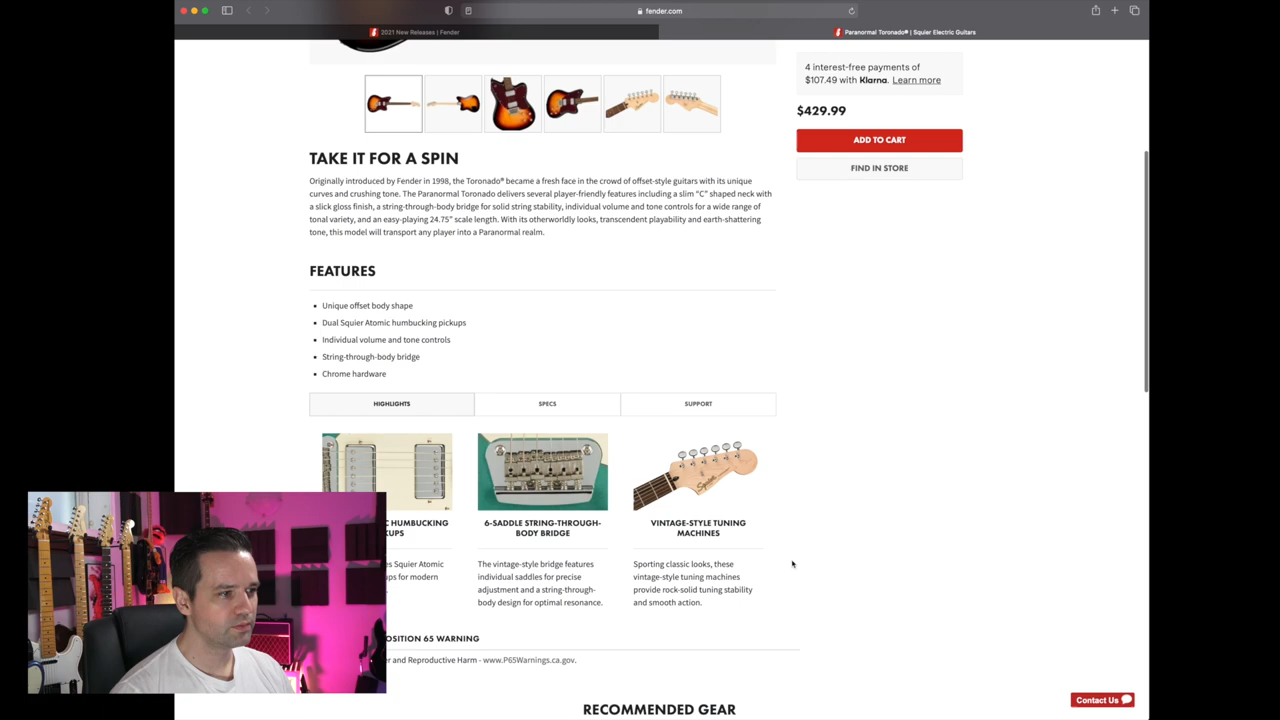 fender.com
2021 New Releases | Fender
Paranormal Toronado® | Squier Electric Guitars
4 interest-free payments of
$107.49 with Klarna. Learn more
$429.99
ADD TO CART
FIND IN STORE
TAKE IT FOR A SPIN
Originally introduced by Fender in 1998, the Toronado® became a fresh face in the crowd of offset-style guitars with its unique
curves and crushing tone. The Paranormal Toronado delivers several player-friendly features including a slim “C” shaped neck with
a slick gloss finish, a string-through-body bridge for solid string stability, individual volume and tone controls for a wide range of
tonal variety, and an easy-playing 24.75” scale length. With its otherworldly looks, transcendent playability and earth-shattering
tone, this model will transport any player into a Paranormal realm.
FEATURES
Unique offset body shape
Dual Squier Atomic humbucking pickups
Individual volume and tone controls
String-through-body bridge
Chrome hardware
HIGHLIGHTS
SPECS
SUPPORT
Squier
C HUMBUCKING
KUPS
es Squier Atomic
ups for modern
6-SADDLE STRING-THROUGH-
BODY BRIDGE
The vintage-style bridge features
individual saddles for precise
adjustment and a string-through-
body design for optimal resonance.
VINTAGE-STYLE TUNING
MACHINES
Sporting classic looks, these
vintage-style tuning machines
provide rock-solid tuning stability
and smooth action.
OSITION 65 WARNING
er and Reproductive Harm - www.P65Warnings.ca.gov.
RECOMMENDED GEAR
Contact Us